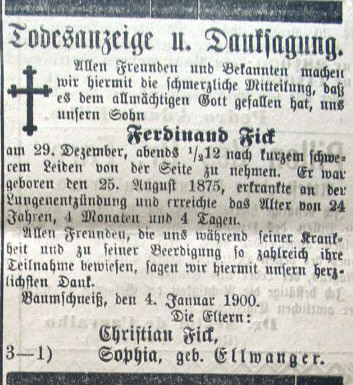 Todesanzeige u. Danksagung.
Allen Freunden und Bekannten machen
wir hiermit die schmerzliche Mitteilung, daß
es dem allmächtigen Gott gefallen hat, uns
unsern Sohn
Ferdinand Fick
am 29. Dezember, abends 1/212 nach kurzem schwe-
rem Leiden von der Seite zu nehmen. Er war
geboren den 25. August 1875, erkrankte an der
Lungenentzündung und erreichte das Alter von 24
Jahren, 4 Monaten und 4 Tagen.
Allen Freunden, die uns während seiner Krank-
heit und zu seiner Beerdigung so zahlreich ihre
Teilnahme bewiesen, sagen wir hiermit unsern herz-
lichsten Dank.
Baumschneiß, den 4. Januar 1900.
Die Eltern:
Christian Fick,
3—1) Sophia, geb. Ellwanger.